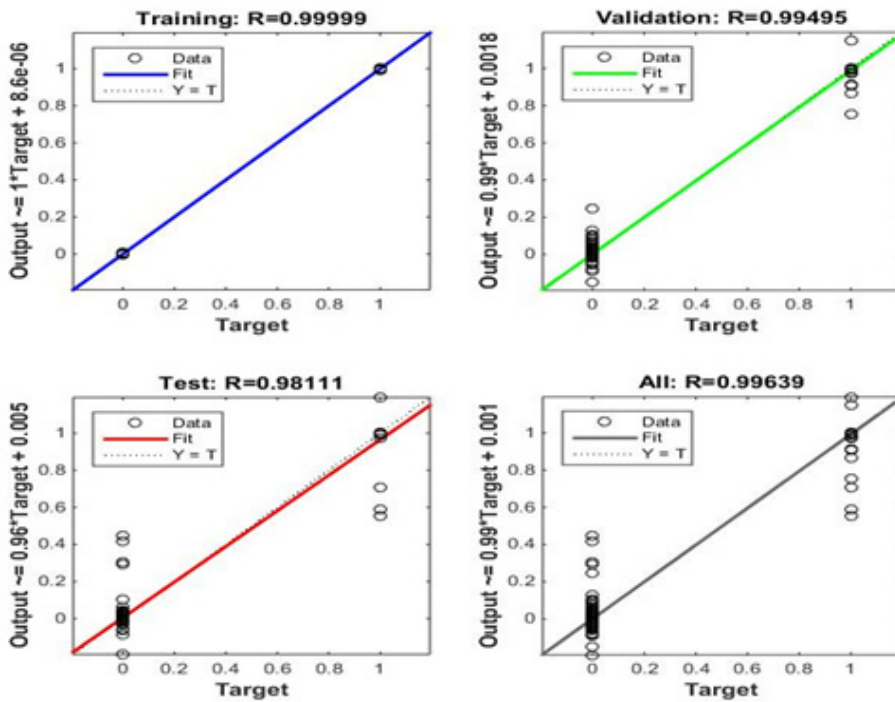 Training: R=0.99999
Data
Fit
Y = T
Output ~= 1*Target + 8.6e-06
1
0.8
0.6
0.4
0.2
0
0 0.2 0.4 0.6 0.8 1
Target
Validation: R=0.99495
Data
Fit
Y = T
Output ~= 0.99*Target + 0.0018
1
0.8
0.6
0.4
0.2
0
0 0.2 0.4 0.6 0.8 1
Target
Test: R=0.98111
Data
Fit
Y = T
Output ~= 0.96*Target + 0.005
1
0.8
0.6
0.4
0.2
0
0 0.2 0.4 0.6 0.8 1
Target
All: R=0.99639
Data
Fit
Y = T
Output ~= 0.99*Target + 0.001
1
0.8
0.6
0.4
0.2
0
0 0.2 0.4 0.6 0.8 1
Target